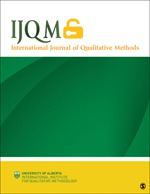 IJQM
International Journal of Qualitative Methods
UNIVERSITY OF ALBERTA
INTERNATIONAL INSTITUTE
FOR QUALITATIVE METHODOLOGY